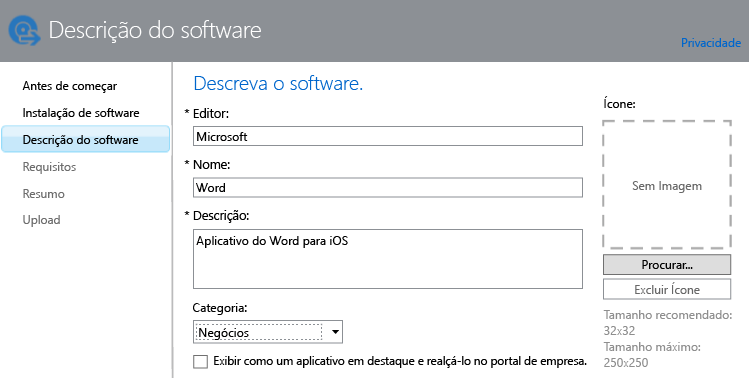 Descrição do software
Privacidade
Antes de começar
Instalação de software
Descrição do software
Requisitos
Resumo
Upload
Descreva o software.
* Editor:
Microsoft
* Nome:
Word
* Descrição:
Aplicativo do Word para iOS
Categoria:
Negócios
Exibir como um aplicativo em destaque e realçá-lo no portal de empresa.
Ícone:
Sem Imagem
Procurar...
Excluir Ícone
Tamanho recomendado:
32x32
Tamanho máximo:
250x250